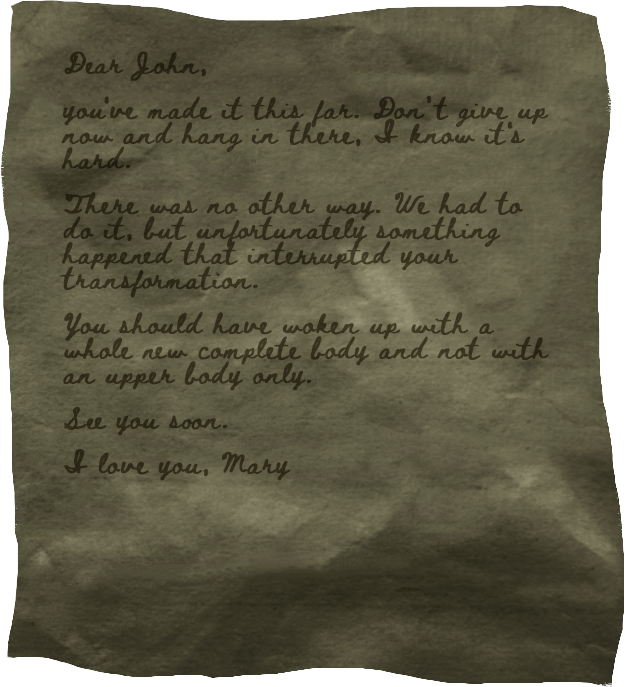 Dear John,
you've made it this far. Don't give up
now and hang in there, I know it's
hard.
There was no other way. We had to
do it, but unfortunately something
happened that interrupted your
transformation.
You should have woken up with a
whole new complete body and not with
an upper body only.
See you soon.
I love you, Mary